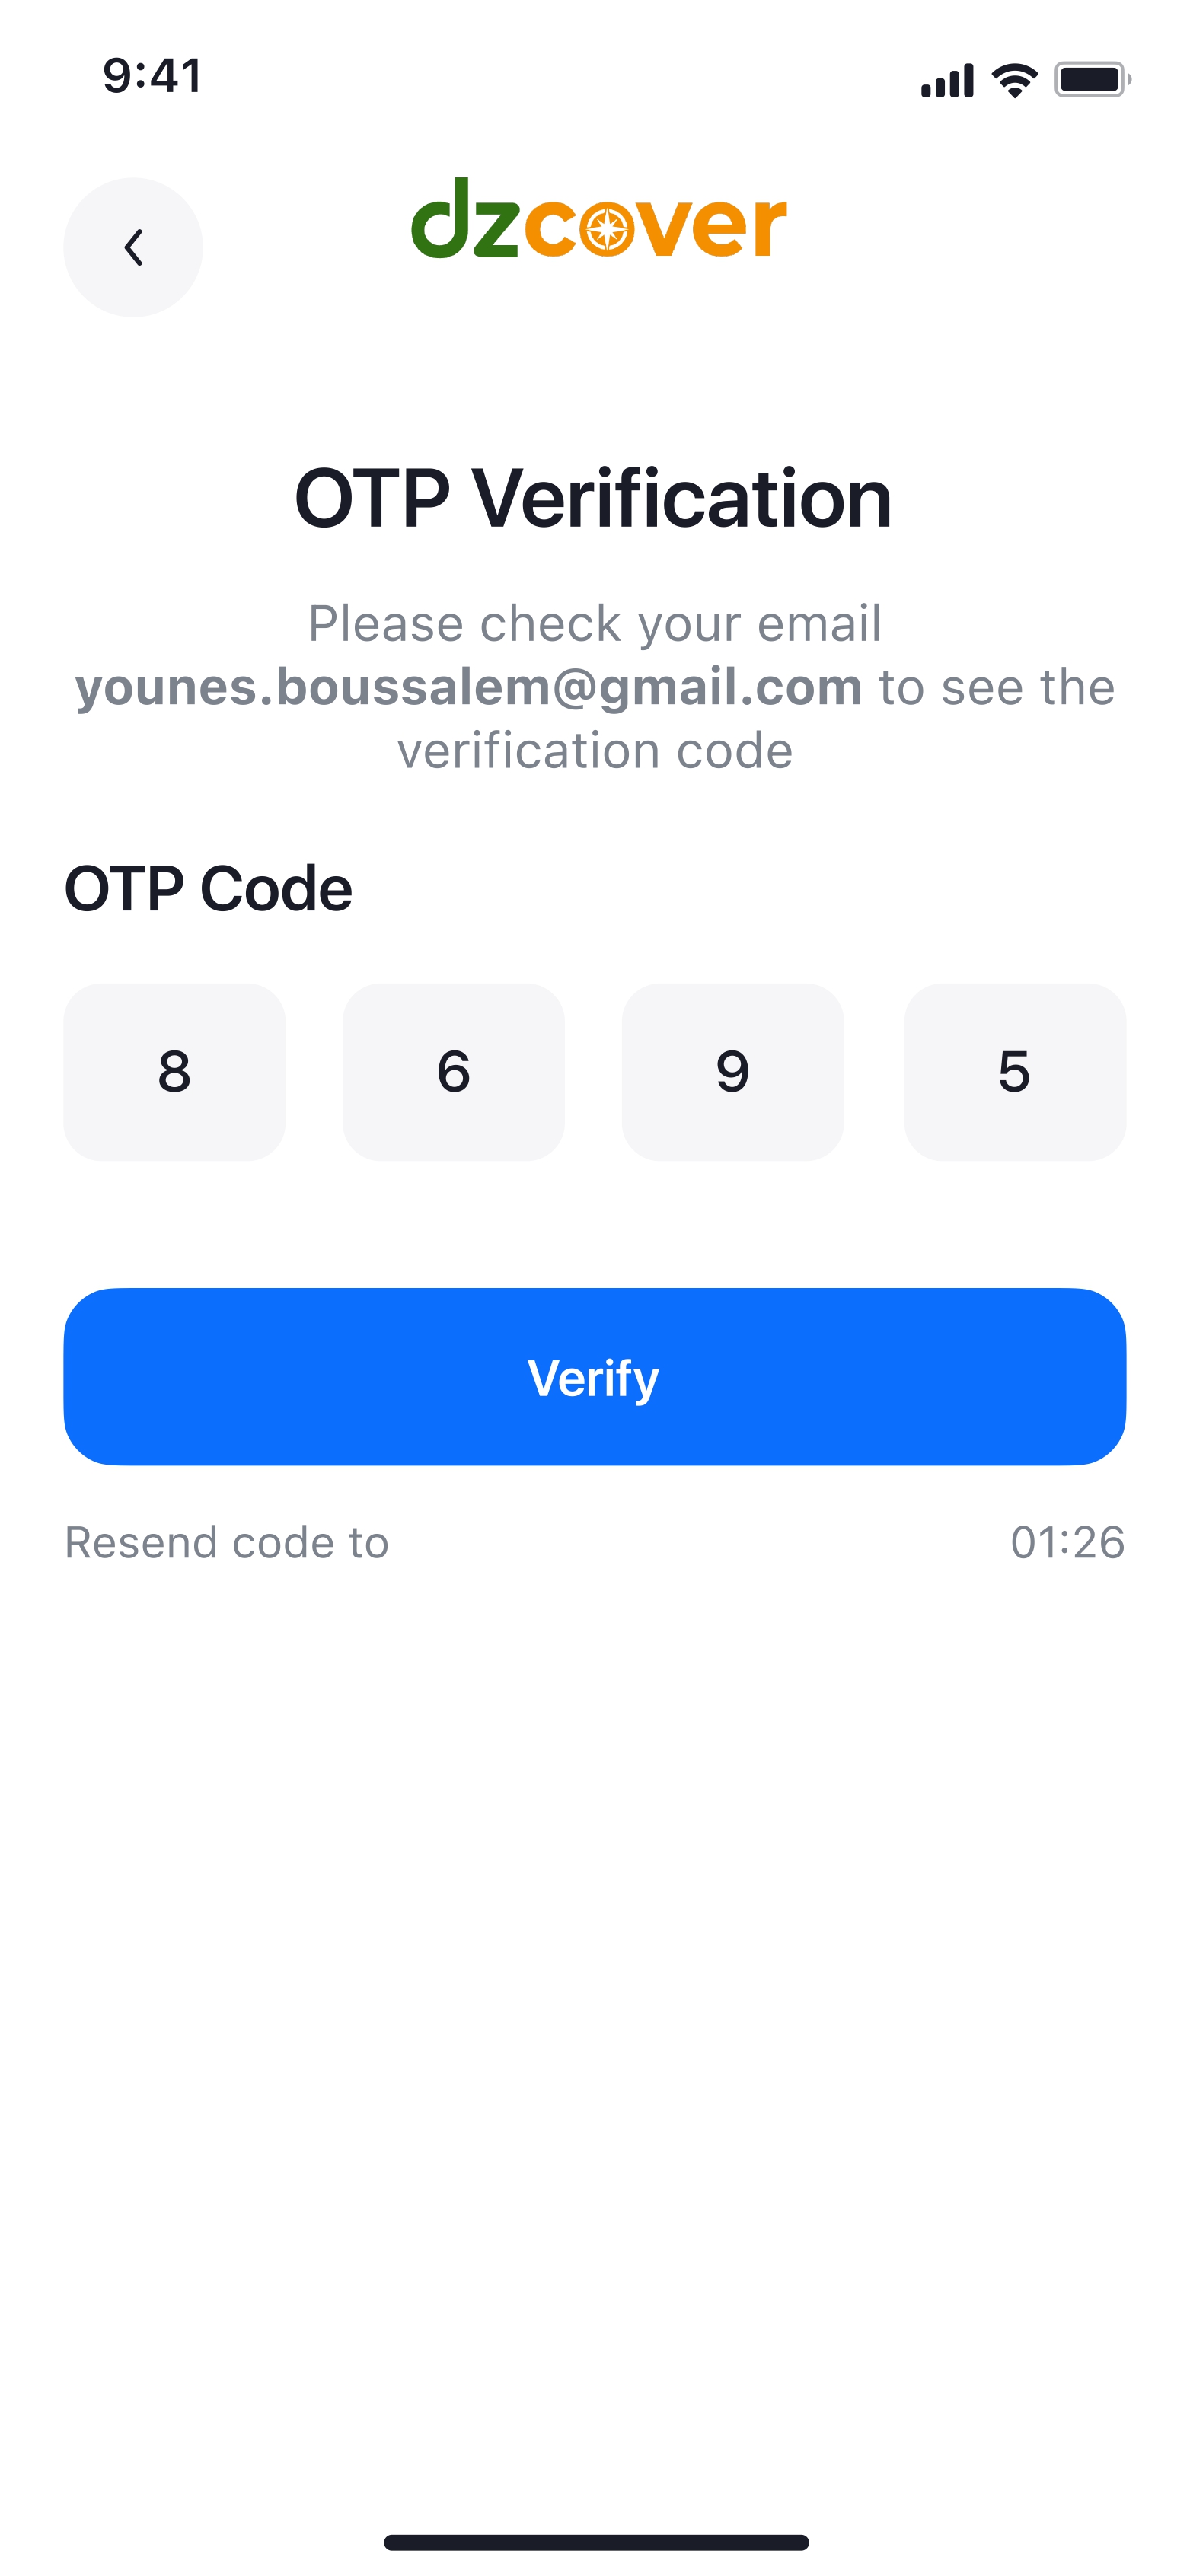 9:41
dzcover
OTP Verification
Please check your email
younes.boussalem@gmail.com to see the
verification code
OTP Code
8 6 9 5
Verify
Resend code to 01:26